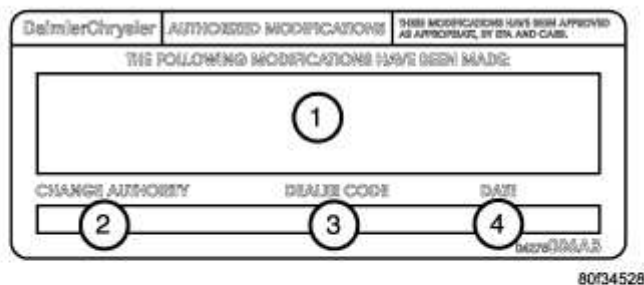 DaimlerChrysler AUTHORIZED MODIFICATIONS THESE MODIFICATIONS HAVE BEEN APPROVED
AS APPROPRIATE, BY EPA AND CARB.
THE FOLLOWING MODIFICATIONS HAVE BEEN MADE:
1
CHANGE AUTHORITY DEALER CODE DATE
2 3 4
04275086AB
80f34528